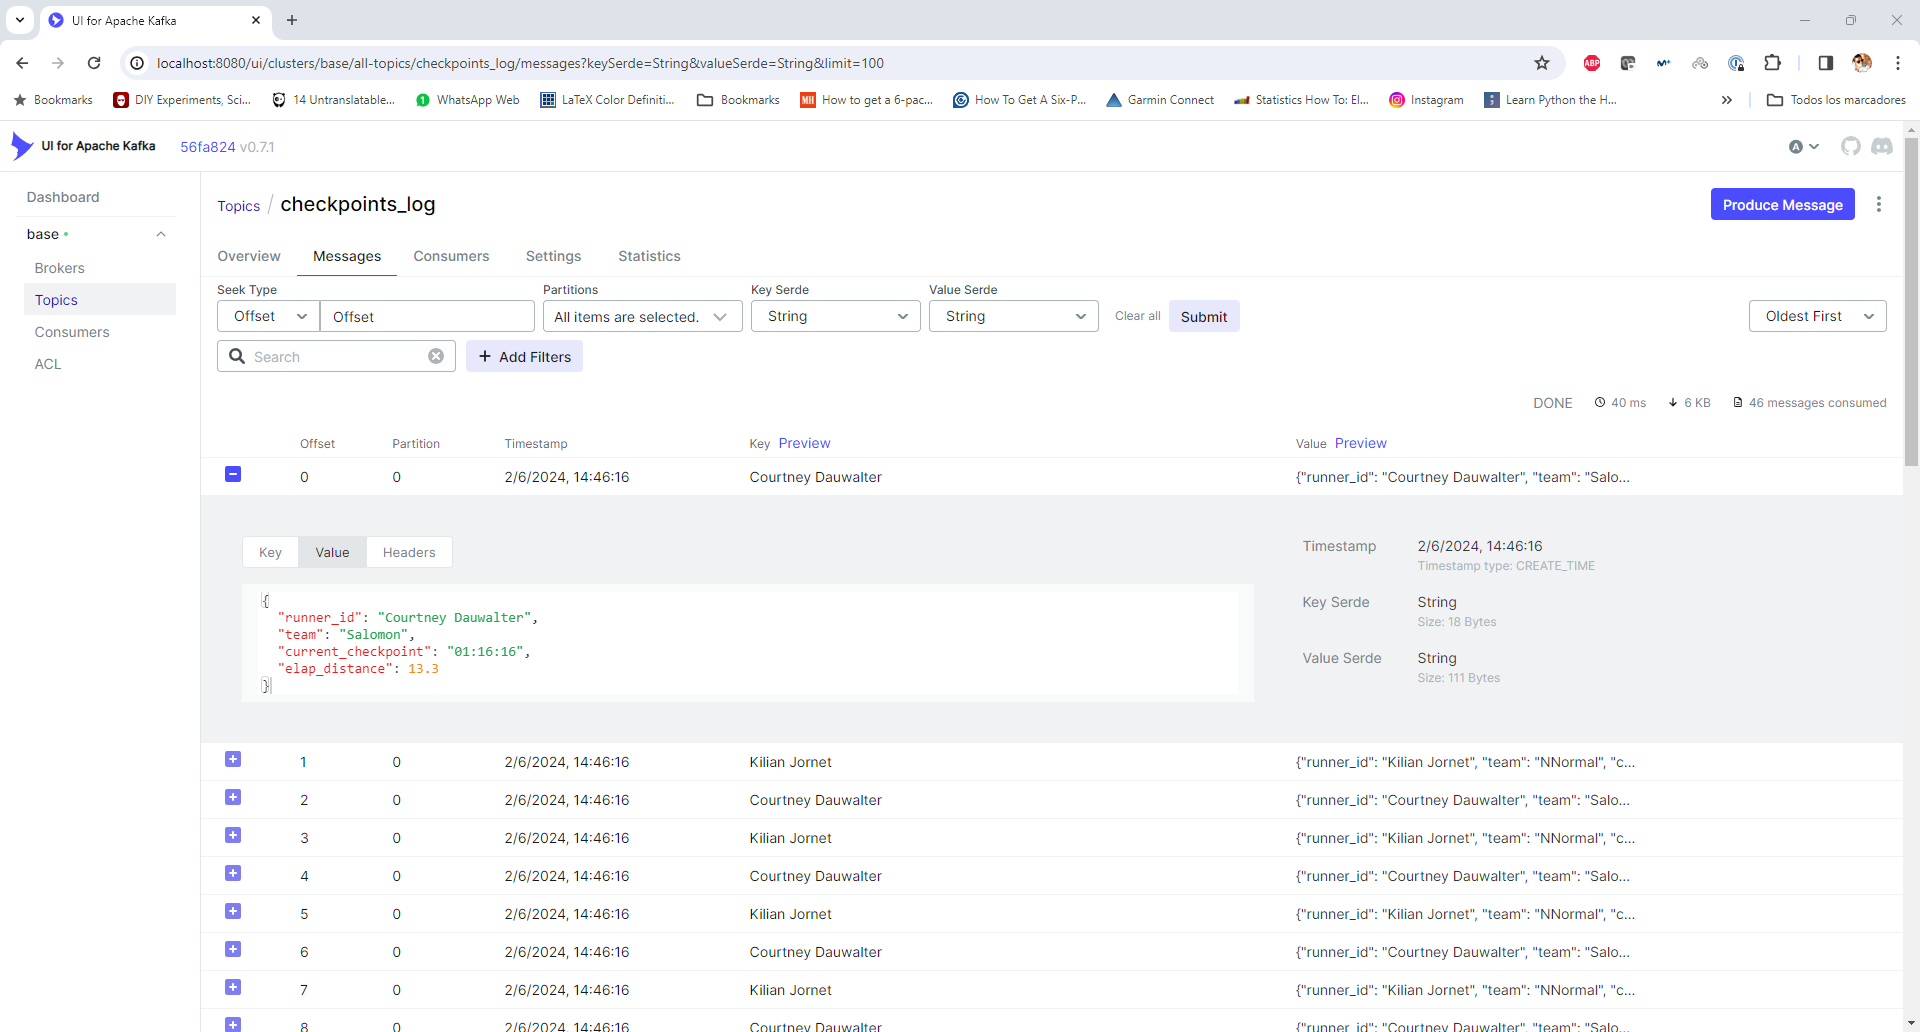 UI for Apache Kafka
localhost:8080/ui/clusters/base/all-topics/checkpoints_log/messages?keySerde=String&valueSerde=String&limit=100
ABP
Bookmarks DIY Experiments, Sci... 14 Untranslatable... WhatsApp Web LaTeX Color Definiti... Bookmarks MH How to get a 6-pac... How To Get A Six-P... Garmin Connect Statistics How To: El... Instagram Learn Python the H... Todos los marcadores
UI for Apache Kafka 56fa824 v0.7.1 A
Dashboard
base
Brokers
Topics
Consumers
ACL
Topics / checkpoints_log Produce Message
Overview Messages Consumers Settings Statistics
Seek Type Partitions Key Serde Value Serde
Offset Offset All items are selected. String String Clear all Submit Oldest First
Search + Add Filters
DONE 40 ms 6 KB 46 messages consumed
Offset Partition Timestamp Key Preview Value Preview
0 0 2/6/2024, 14:46:16 Courtney Dauwalter {"runner_id": "Courtney Dauwalter", "team": "Salo...
Key Value Headers
{
"runner_id": "Courtney Dauwalter",
"team": "Salomon",
"current_checkpoint": "01:16:16",
"elap_distance": 13.3
}
Timestamp 2/6/2024, 14:46:16
Timestamp type: CREATE_TIME
Key Serde String
Size: 18 Bytes
Value Serde String
Size: 111 Bytes
1 0 2/6/2024, 14:46:16 Kilian Jornet {"runner_id": "Kilian Jornet", "team": "NNormal", "c...
2 0 2/6/2024, 14:46:16 Courtney Dauwalter {"runner_id": "Courtney Dauwalter", "team": "Salo...
3 0 2/6/2024, 14:46:16 Kilian Jornet {"runner_id": "Kilian Jornet", "team": "NNormal", "c...
4 0 2/6/2024, 14:46:16 Courtney Dauwalter {"runner_id": "Courtney Dauwalter", "team": "Salo...
5 0 2/6/2024, 14:46:16 Kilian Jornet {"runner_id": "Kilian Jornet", "team": "NNormal", "c...
6 0 2/6/2024, 14:46:16 Courtney Dauwalter {"runner_id": "Courtney Dauwalter", "team": "Salo...
7 0 2/6/2024, 14:46:16 Kilian Jornet {"runner_id": "Kilian Jornet", "team": "NNormal", "c...
8 0 2/6/2024, 14:46:16 Courtney Dauwalter {"runner_id": "Courtney Dauwalter", "team": "Salo...